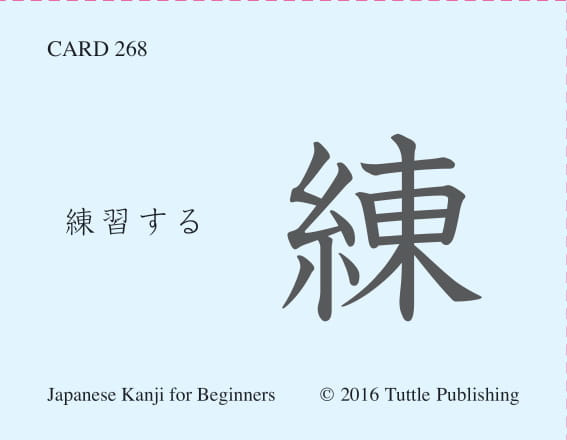 CARD 268
練習する
練
Japanese Kanji for Beginners
© 2016 Tuttle Publishing